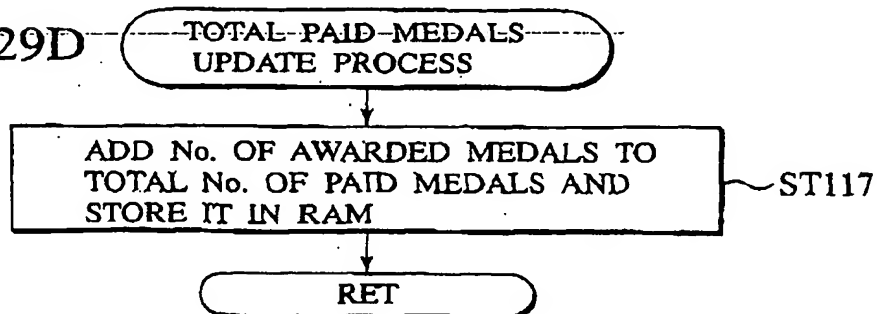 29D
TOTAL PAID MEDALS
UPDATE PROCESS
ADD No. OF AWARDED MEDALS TO
TOTAL No. OF PAID MEDALS AND
STORE IT IN RAM
ST117
RET